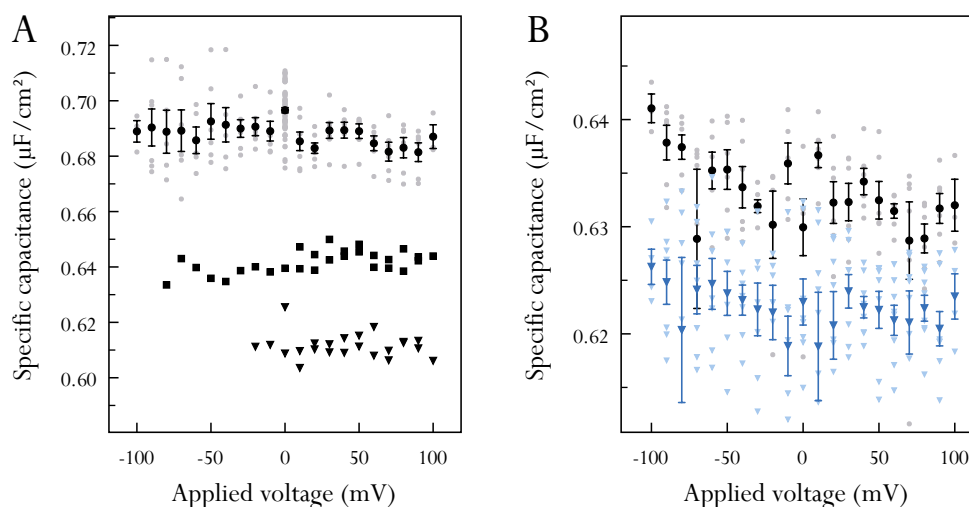 A
Specific capacitance (µF/cm²)
0.72
0.70
0.68
0.66
0.64
0.62
0.60
-100 -50 0 50 100
Applied voltage (mV)
B
Specific capacitance (µF/cm²)
0.64
0.63
0.62
-100 -50 0 50 100
Applied voltage (mV)